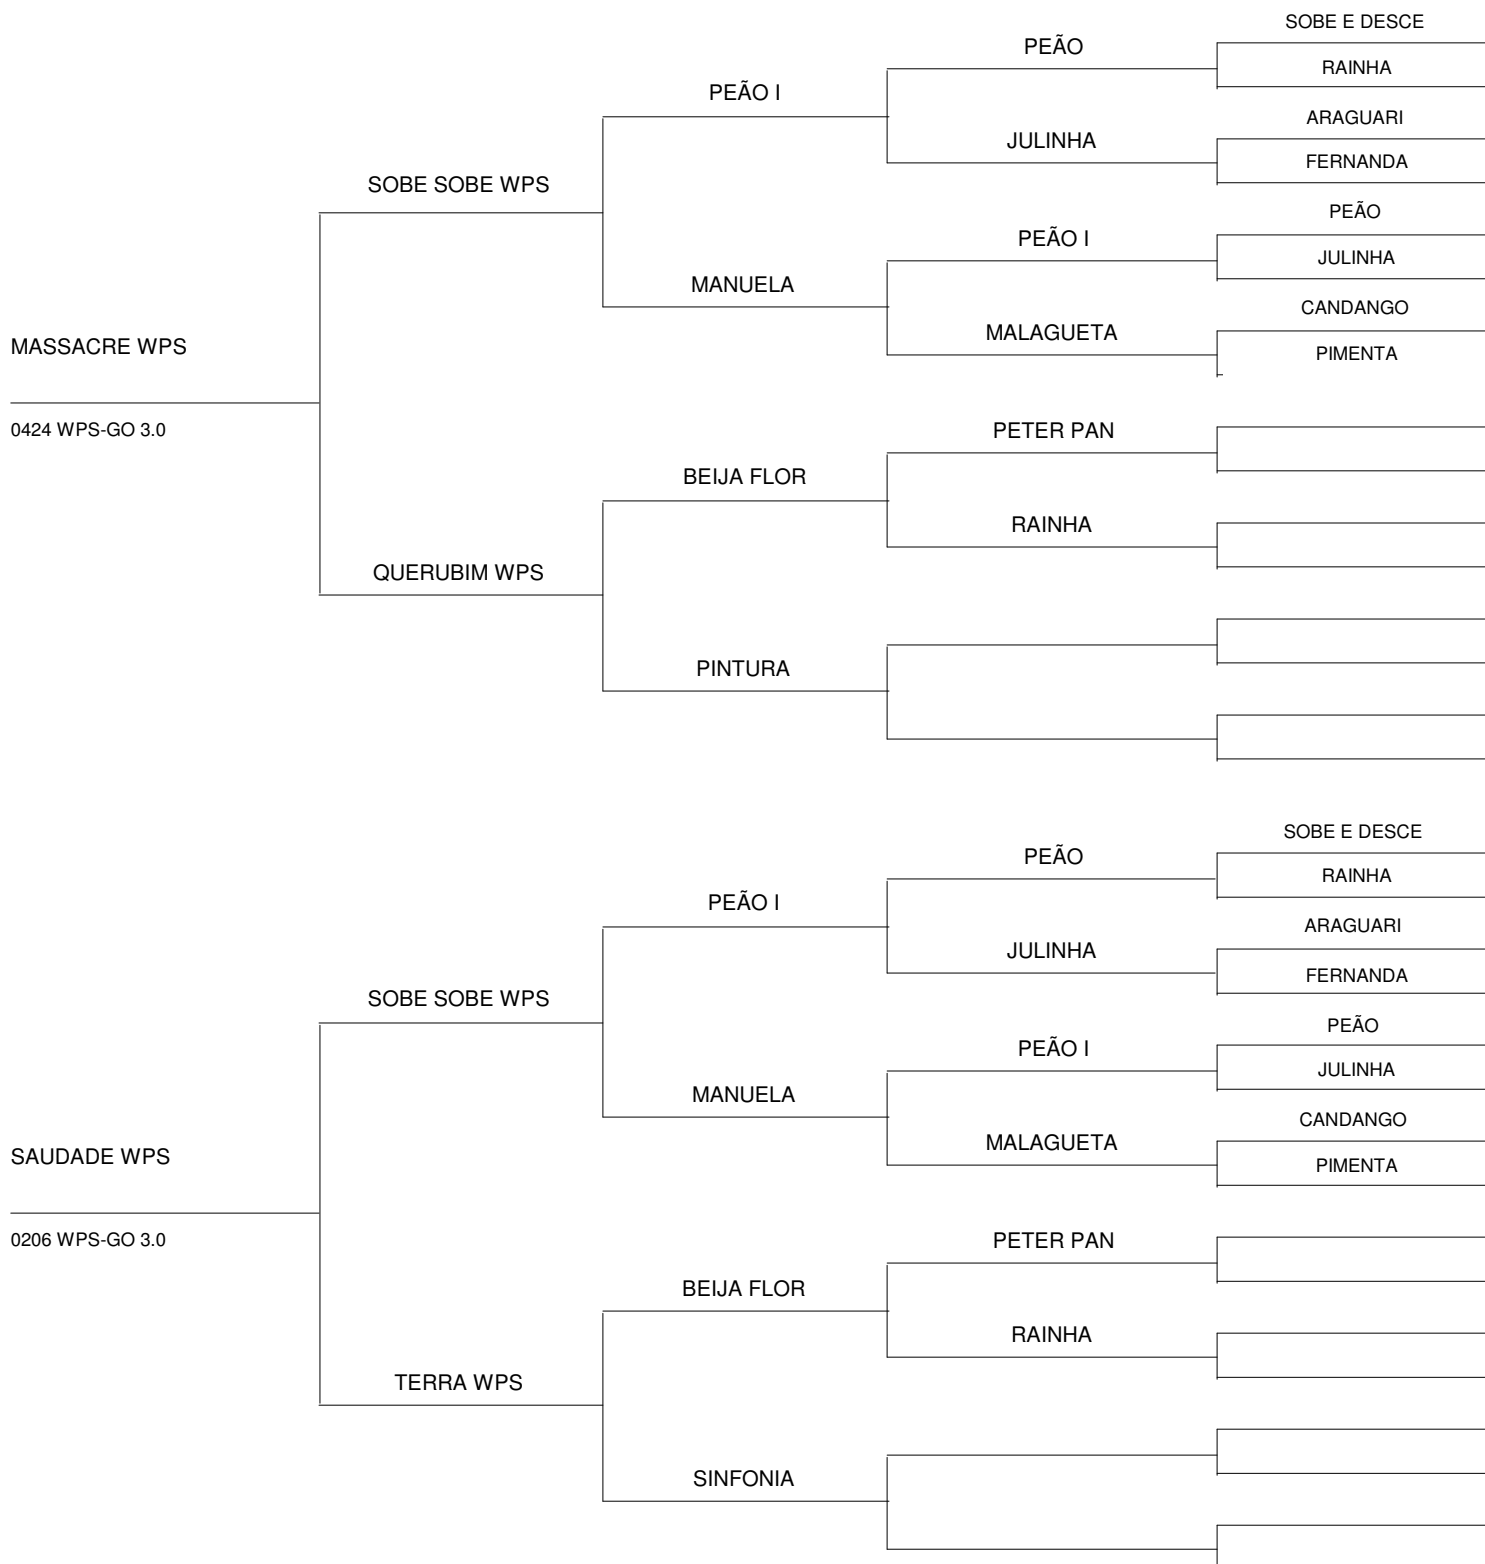 SOBE E DESCE
PEÃO
RAINHA
PEÃO I
ARAGUARI
JULINHA
FERNANDA
SOBE SOBE WPS
PEÃO
PEÃO I
JULINHA
MANUELA
CANDANGO
MALAGUETA
PIMENTA
MASSACRE WPS
0424 WPS-GO 3.0
PETER PAN
BEIJA FLOR
RAINHA
QUERUBIM WPS
PINTURA
SOBE E DESCE
PEÃO
RAINHA
PEÃO I
ARAGUARI
JULINHA
FERNANDA
SOBE SOBE WPS
PEÃO
PEÃO I
JULINHA
MANUELA
CANDANGO
MALAGUETA
PIMENTA
SAUDADE WPS
0206 WPS-GO 3.0
PETER PAN
BEIJA FLOR
RAINHA
TERRA WPS
SINFONIA